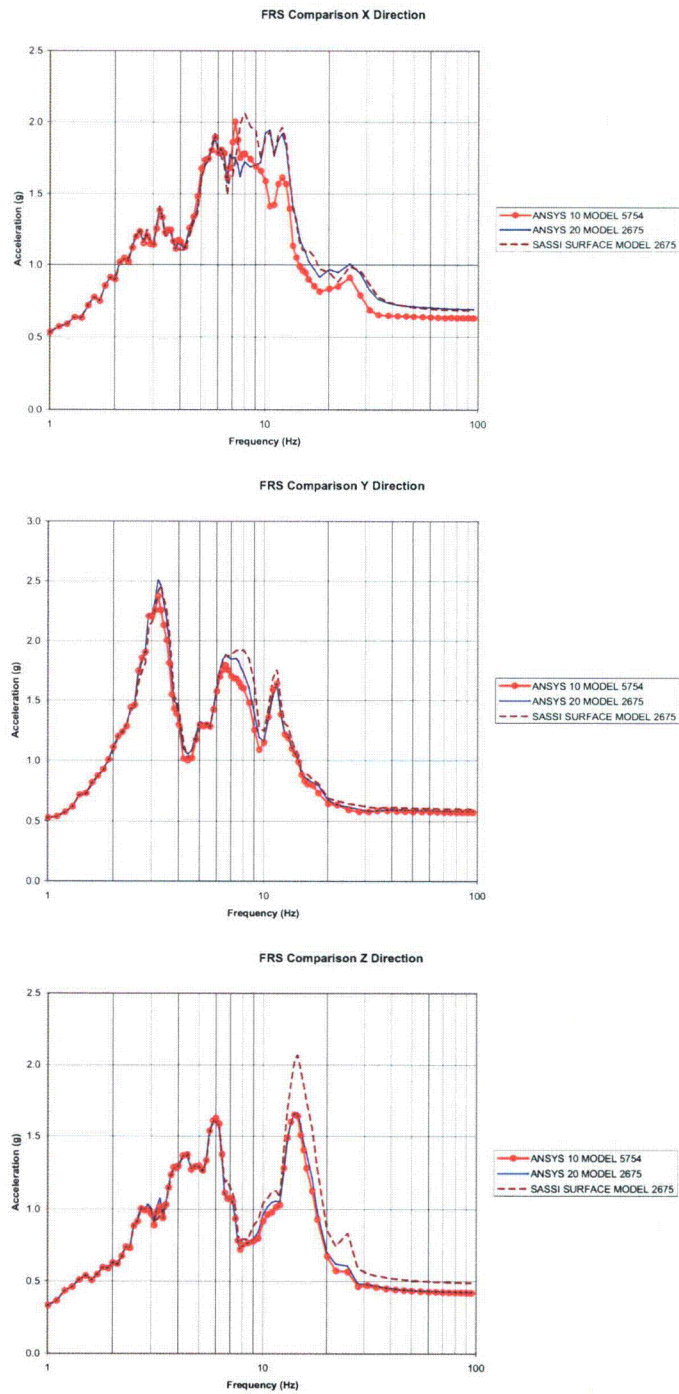 FRS Comparison X Direction
2.5
2.0
1.5
1.0
0.5
0.0
Acceleration (g)
1
10
100
Frequency (Hz)
ANSYS 10 MODEL 5754
ANSYS 20 MODEL 2675
SASSI SURFACE MODEL 2675
FRS Comparison Y Direction
3.0
2.5
2.0
1.5
1.0
0.5
0.0
Acceleration (g)
1
10
100
Frequency (Hz)
ANSYS 10 MODEL 5754
ANSYS 20 MODEL 2675
SASSI SURFACE MODEL 2675
FRS Comparison Z Direction
2.5
2.0
1.5
1.0
0.5
0.0
Acceleration (g)
1
10
100
Frequency (Hz)
ANSYS 10 MODEL 5754
ANSYS 20 MODEL 2675
SASSI SURFACE MODEL 2675